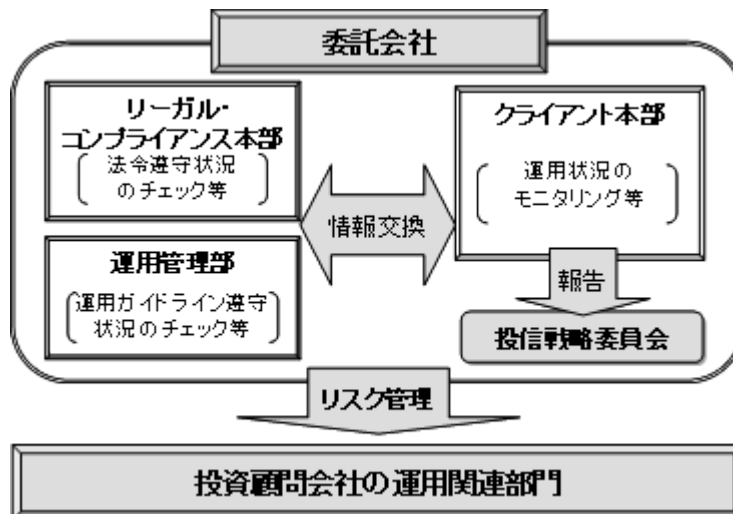 委託会社
リーガル・
コンプライアンス本部
法令遵守状況
のチェック等
クライアント本部
運用状況の
モニタリング等
情報交換
運用管理部
運用ガイドライン遵守
状況のチェック等
報告
投信戦略委員会
リスク管理
投資顧問会社の運用関連部門